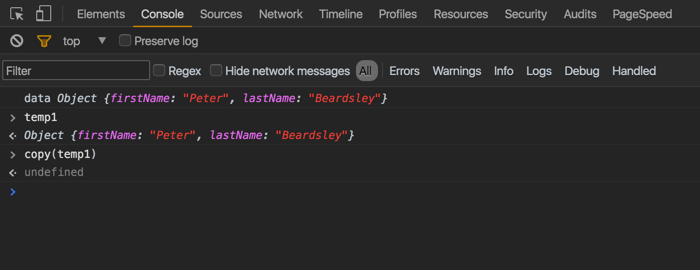 Elements Console Sources Network Timeline Profiles Resources Security Audits PageSpeed
top ▼ Preserve log
Filter Regex Hide network messages All Errors Warnings Info Logs Debug Handled
data Object {firstName: "Peter", lastName: "Beardsley"}
temp1
Object {firstName: "Peter", lastName: "Beardsley"}
copy(temp1)
undefined